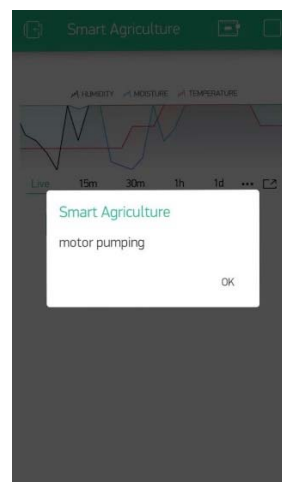 Smart Agriculture
HUMIDITY MOISTURE TEMPERATURE
Live 15m 30m 1h 1d ...
Smart Agriculture
motor pumping
OK